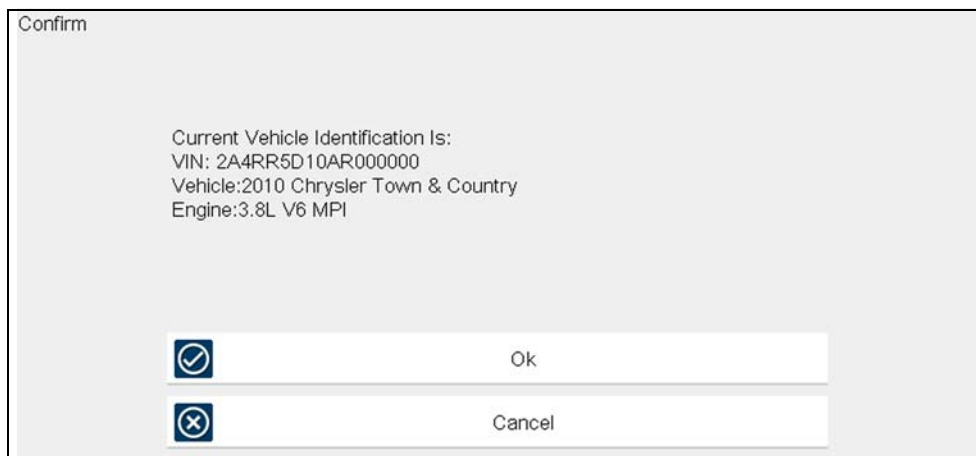 Confirm
Current Vehicle Identification Is:
VIN: 2A4RR5D10AR000000
Vehicle:2010 Chrysler Town & Country
Engine:3.8L V6 MPI
Ok
Cancel